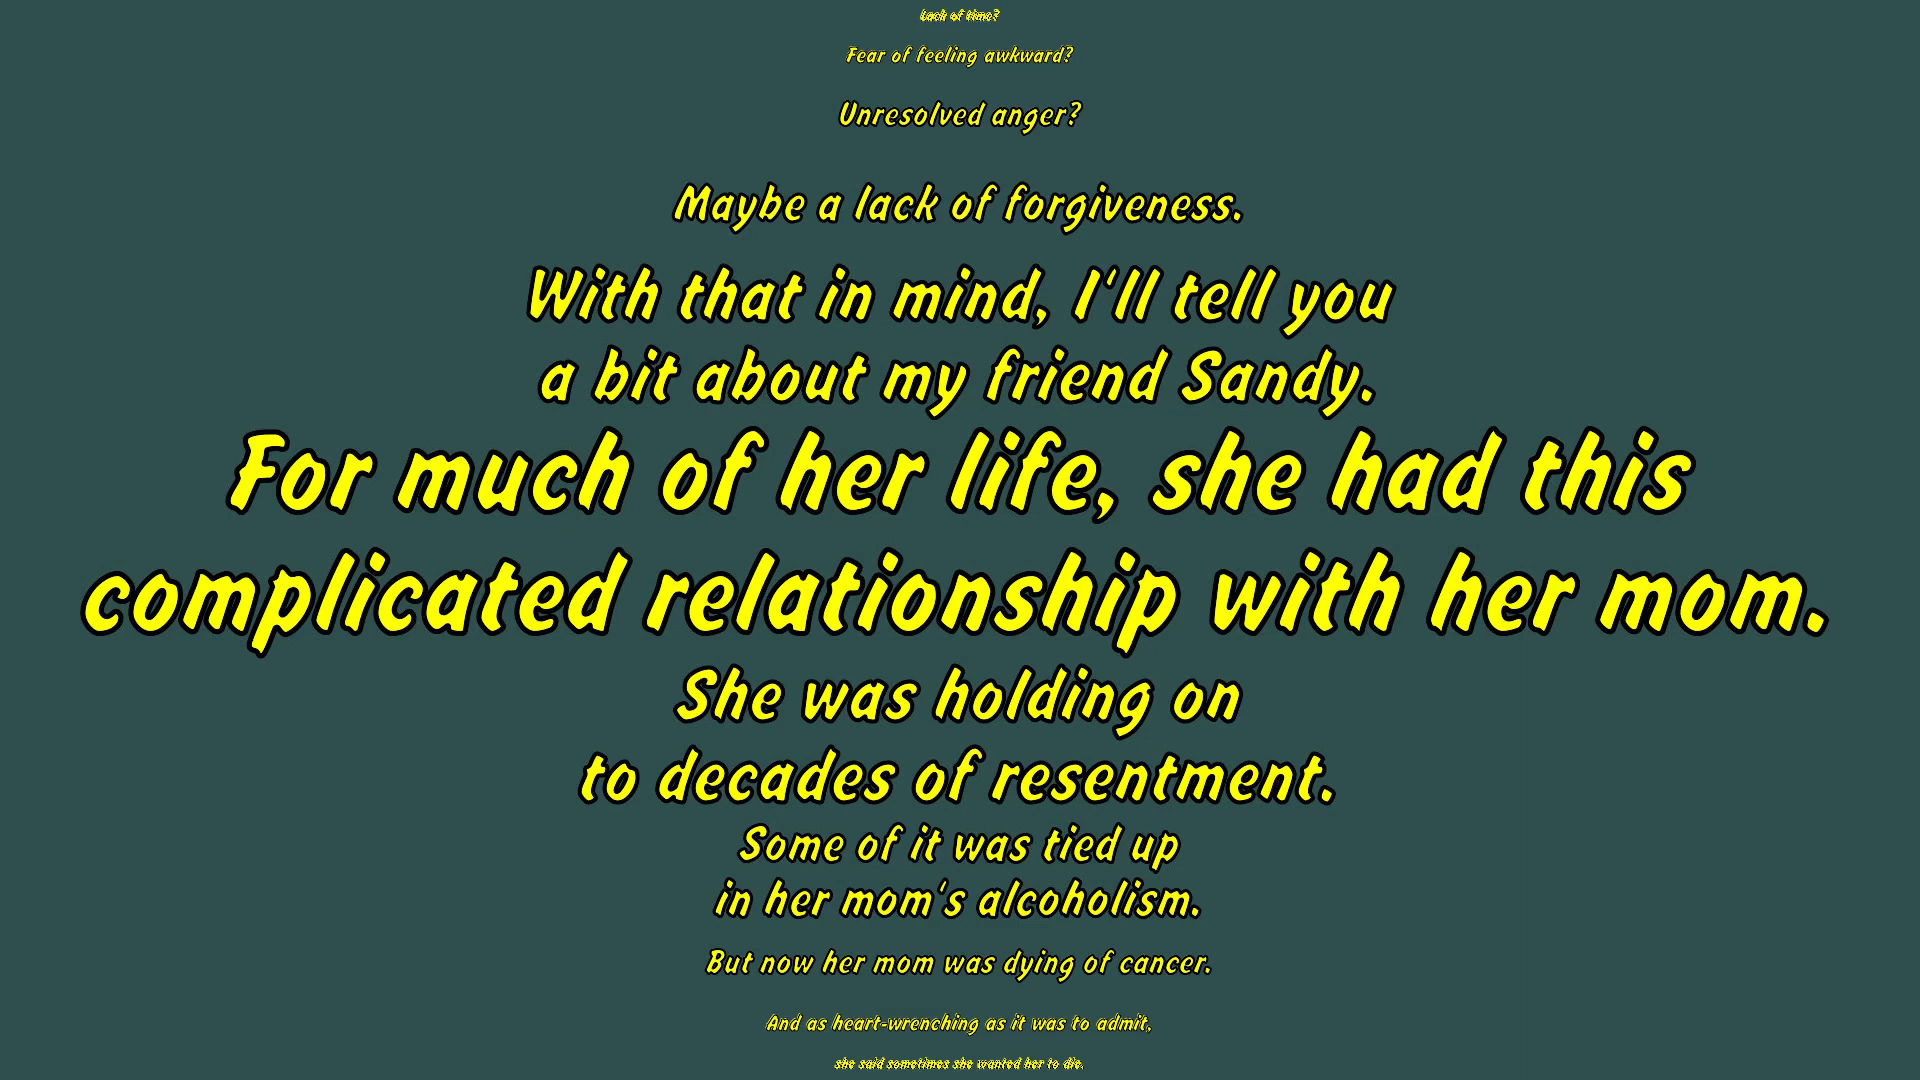 Lack of time?
Fear of feeling awkward?
Unresolved anger?
Maybe a lack of forgiveness.
With that in mind, I'll tell you
a bit about my friend Sandy.
For much of her life, she had this
complicated relationship with her mom.
She was holding on
to decades of resentment.
Some of it was tied up
in her mom's alcoholism.
But now her mom was dying of cancer.
And as heart-wrenching as it was to admit,
she said sometimes she wanted her to die.